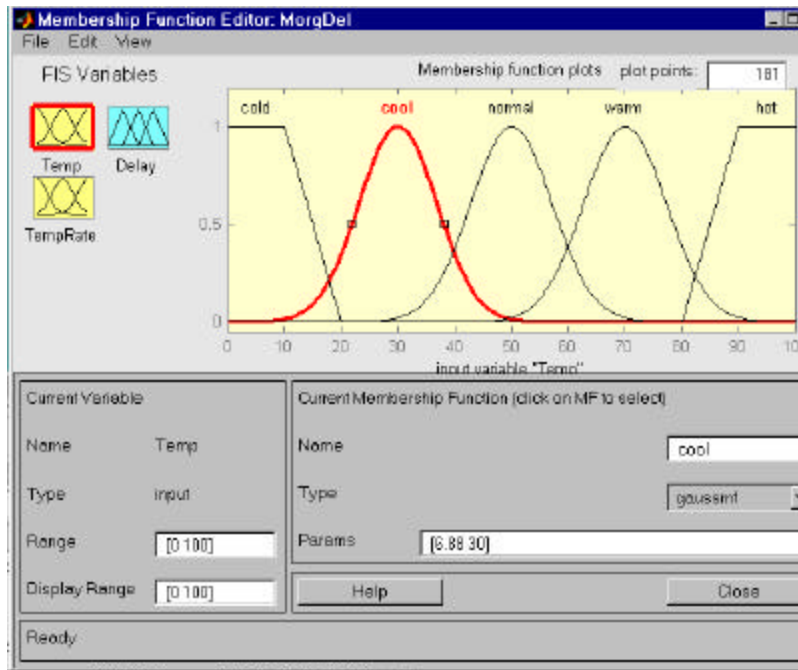 Membership Function Editor: MorgDel
File Edit View
FIS Variables
Membership function plots plot points: 181
cold cool normal warm hot
1
0.5
0
Temp Delay
TempRate
0 10 20 30 40 50 60 70 80 90 100
input variable "Temp"
Current Variable
Name Temp
Type input
Range [0 100]
Display Range [0 100]
Current Membership Function (click on MF to select)
Name cool
Type gaussmf
Params [6.88 30]
Help Close
Ready